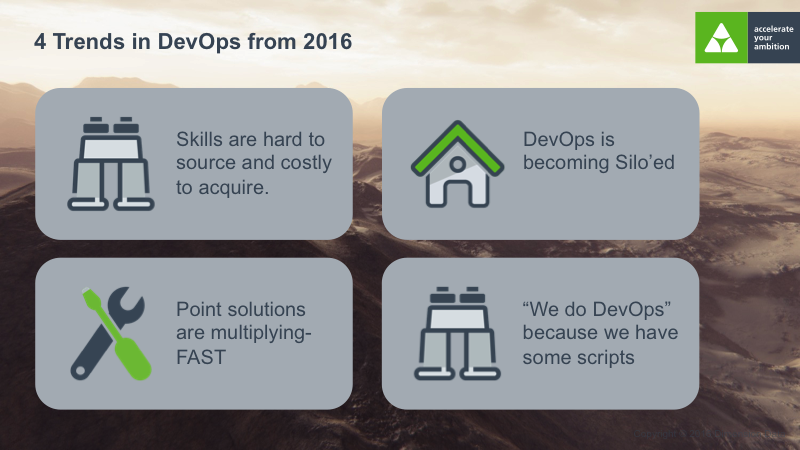 4 Trends in DevOps from 2016
accelerate
your
ambition
Skills are hard to
source and costly
to acquire.
DevOps is
becoming Silo’ed
Point solutions
are multiplying-
FAST
“We do DevOps”
because we have
some scripts